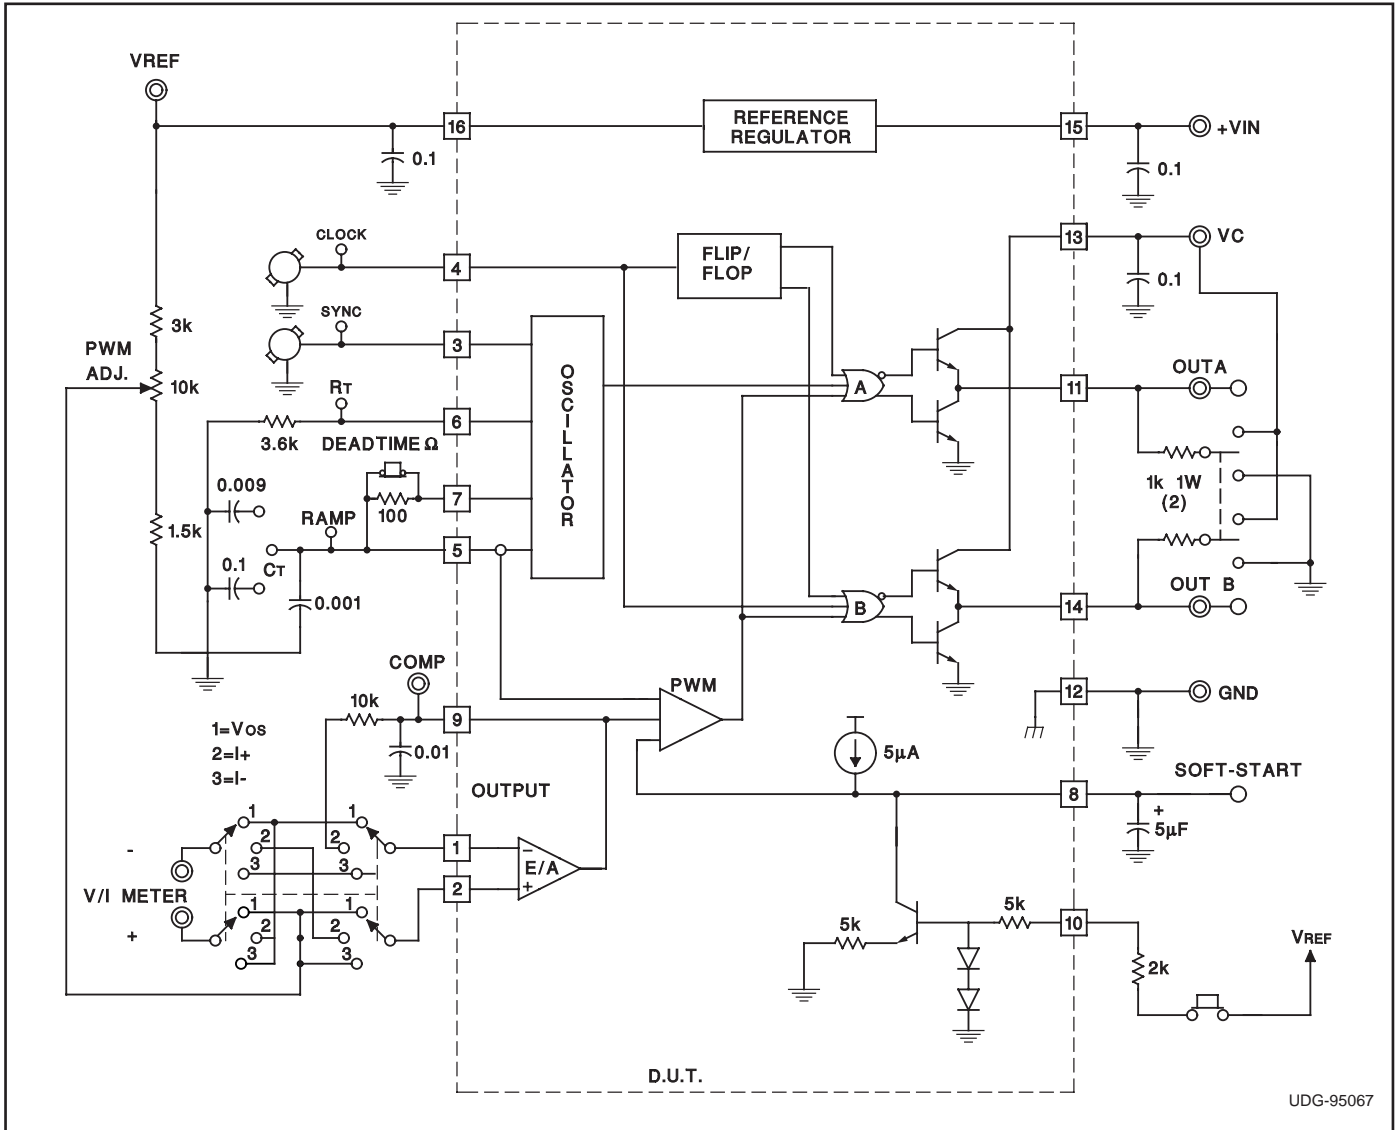 VREF
16
REFERENCE
REGULATOR
15
+VIN
0.1
0.1
CLOCK
4
FLIP/
FLOP
13
VC
0.1
SYNC
3
3k
PWM
ADJ.
10k
OSCILLATOR
A
11
OUTA
RT
6
3.6k
DEADTIME Ω
7
100
1k 1W
(2)
0.009
RAMP
1.5k
5
0.1
CT
0.001
B
14
OUT B
COMP
PWM
12
GND
10k
9
0.01
1=VOS
2=I+
3=I-
5µA
SOFT-START
8
+
5µF
OUTPUT
1
1
2
2
3
3
-
1
–
E/A
2
+
V/I METER
+
1
1
2
2
3
3
5k
5k
10
VREF
2k
D.U.T.
UDG-95067